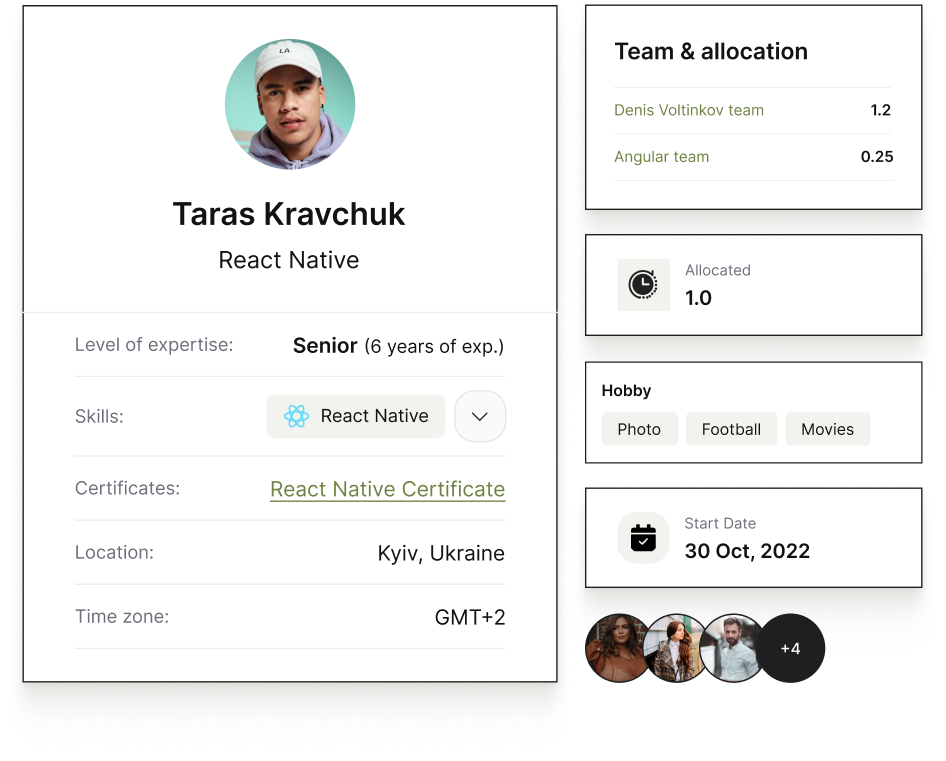 LA
Taras Kravchuk
React Native
Level of expertise: Senior (6 years of exp.)
Skills: React Native
Certificates: React Native Certificate
Location: Kyiv, Ukraine
Time zone: GMT+2
Team & allocation
Denis Voltinkov team 1.2
Angular team 0.25
Allocated
1.0
Hobby
Photo Football Movies
Start Date
30 Oct, 2022
+4